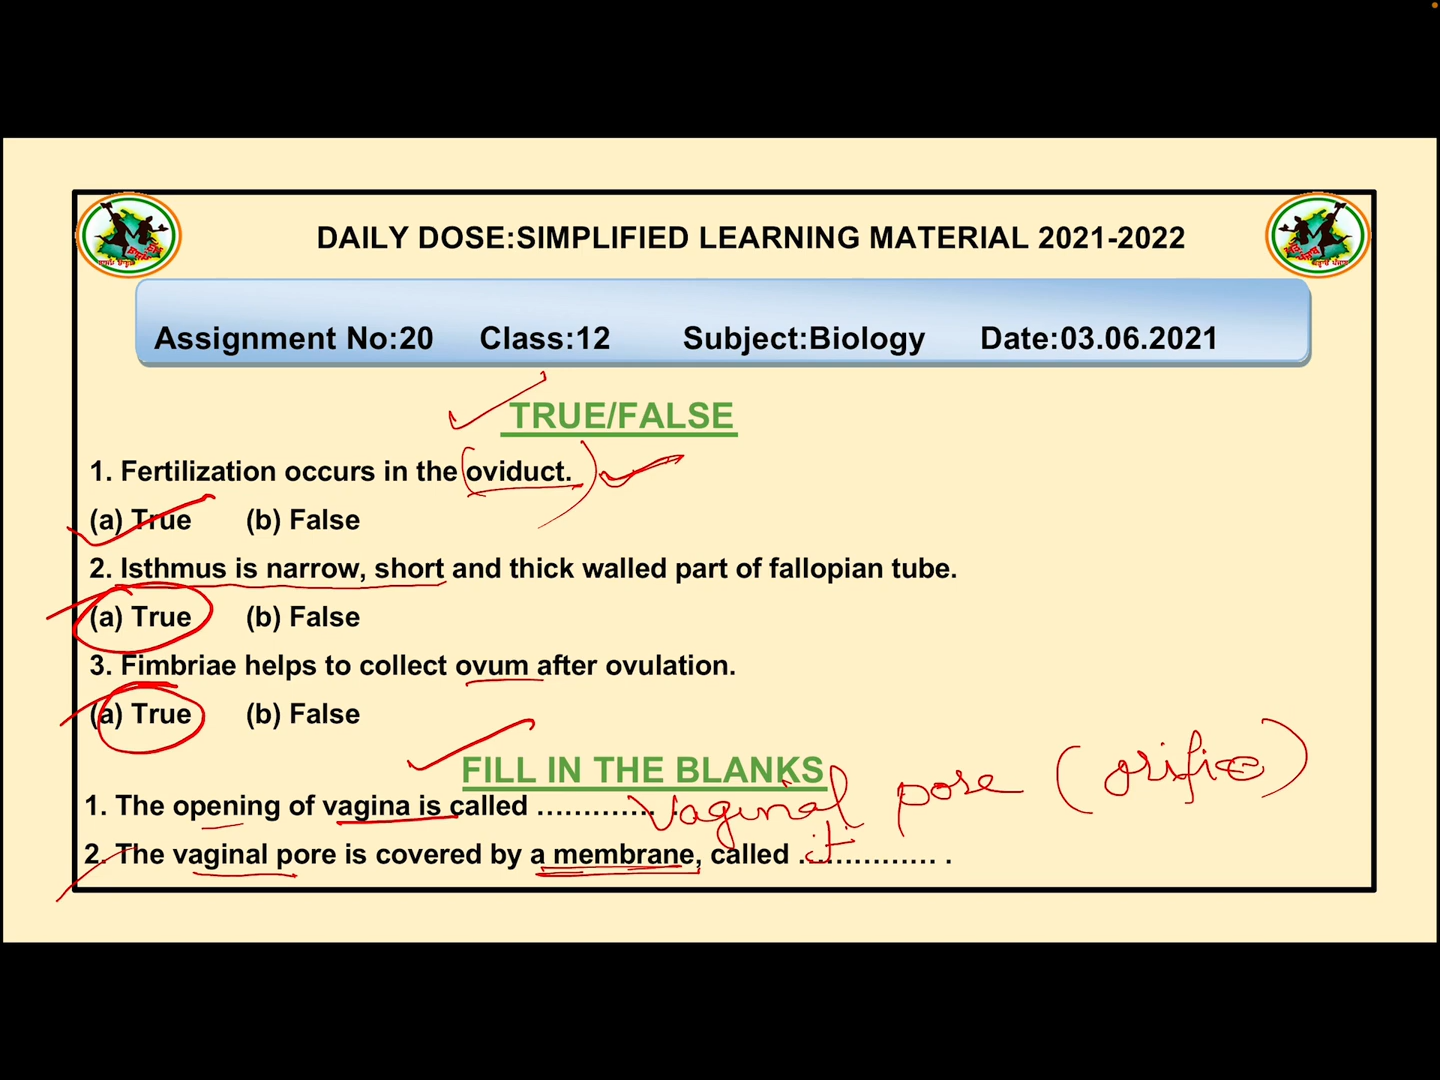 DAILY DOSE:SIMPLIFIED LEARNING MATERIAL 2021-2022
Assignment No:20 Class:12 Subject:Biology Date:03.06.2021
TRUE/FALSE
1. Fertilization occurs in the (oviduct.)
(a) True (b) False
2. Isthmus is narrow, short and thick walled part of fallopian tube.
(a) True (b) False
3. Fimbriae helps to collect ovum after ovulation.
(a) True (b) False
FILL IN THE BLANKS
1. The opening of vagina is called ............. . Vaginal pore (orifice)
2. The vaginal pore is covered by a membrane, called ............... .